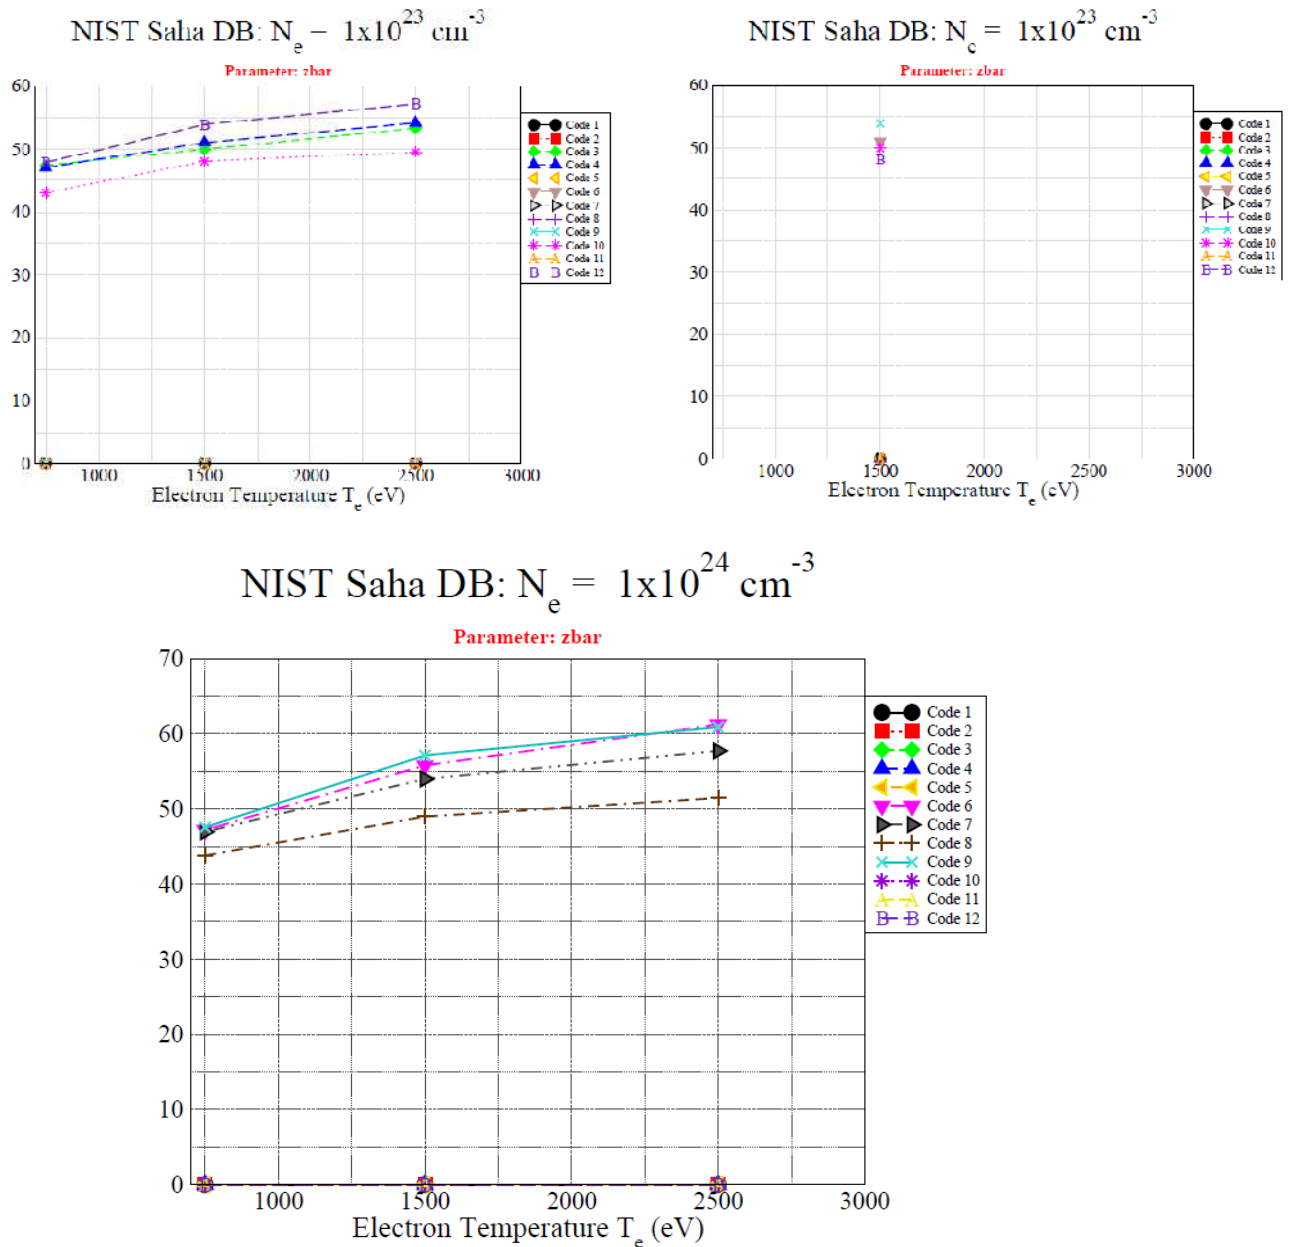 NIST Saha DB: Nₑ – 1x10²³ cm⁻³
Parameter: zbar
60
50
40
30
20
10
0
1000 1500 2000 2500 3000
Electron Temperature Tₑ (eV)
Code 1
Code 2
Code 3
Code 4
Code 5
Code 6
Code 7
Code 8
Code 9
Code 10
Code 11
Code 12
NIST Saha DB: Nₑ = 1x10²³ cm⁻³
Parameter: zbar
60
50
40
30
20
10
0
1000 1500 2000 2500 3000
Electron Temperature Tₑ (eV)
Code 1
Code 2
Code 3
Code 4
Code 5
Code 6
Code 7
Code 8
Code 9
Code 10
Code 11
Code 12
NIST Saha DB: Nₑ = 1x10²⁴ cm⁻³
Parameter: zbar
70
60
50
40
30
20
10
0
1000 1500 2000 2500 3000
Electron Temperature Tₑ (eV)
Code 1
Code 2
Code 3
Code 4
Code 5
Code 6
Code 7
Code 8
Code 9
Code 10
A A Code 11
B B Code 12